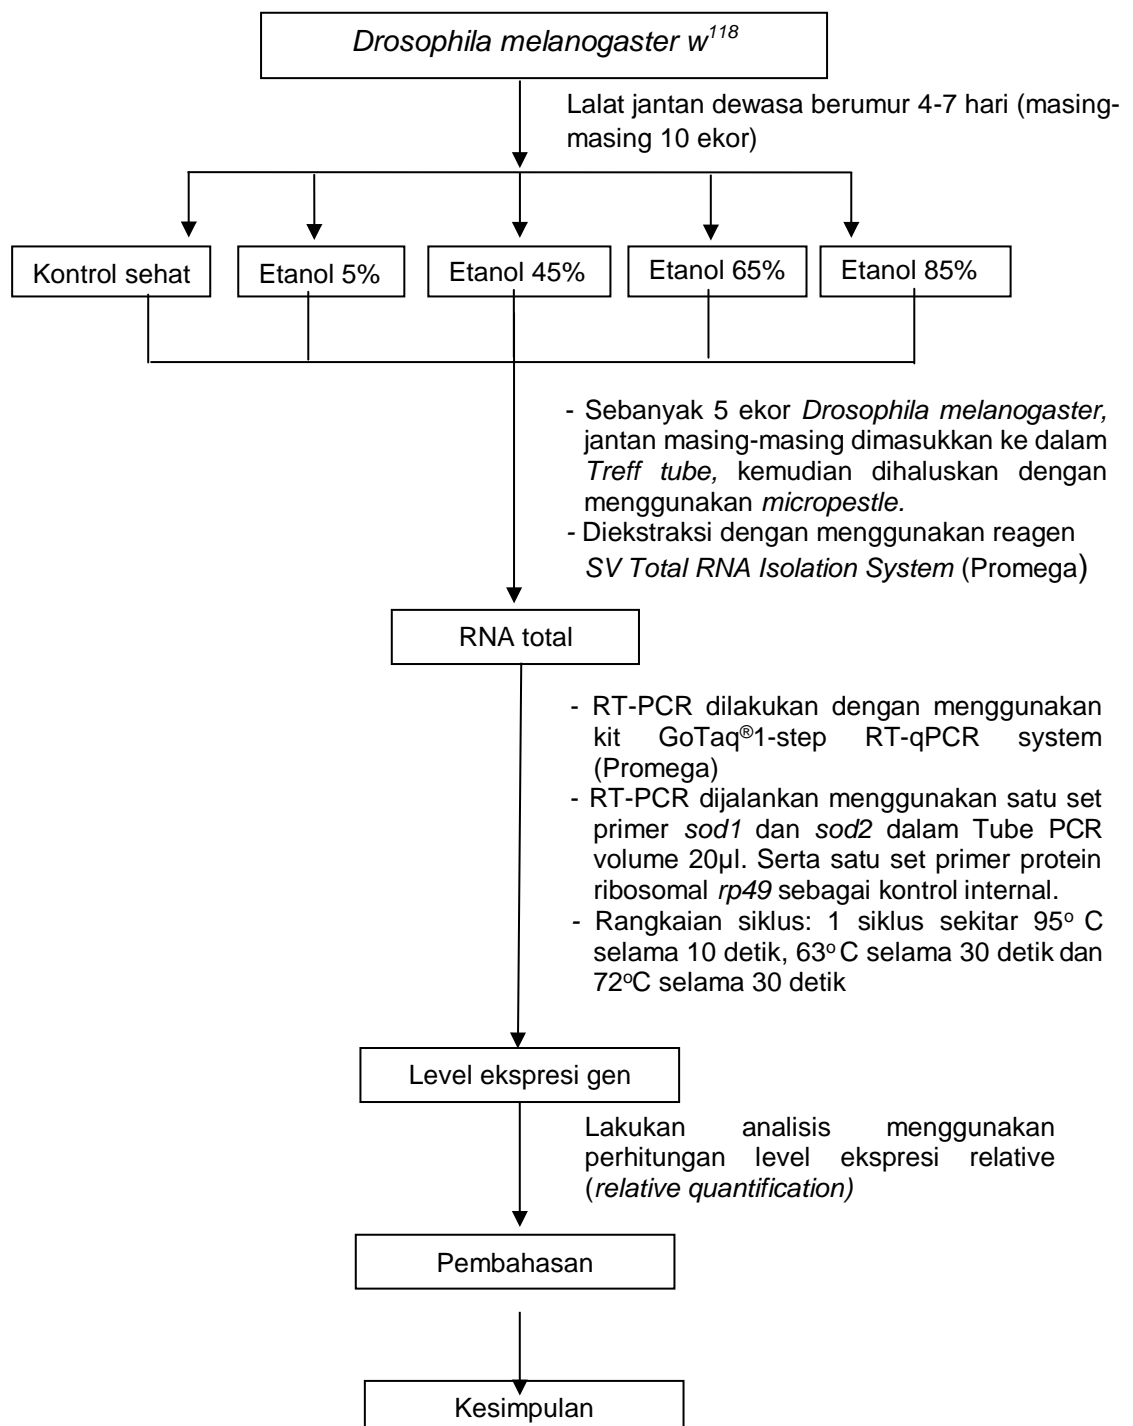 Drosophila melanogaster w118
Lalat jantan dewasa berumur 4-7 hari (masing-
masing 10 ekor)
Kontrol sehat
Etanol 5%
Etanol 45%
Etanol 65%
Etanol 85%
- Sebanyak 5 ekor Drosophila melanogaster,
jantan masing-masing dimasukkan ke dalam
Treff tube, kemudian dihaluskan dengan
menggunakan micropestle.
- Diekstraksi dengan menggunakan reagen
SV Total RNA Isolation System (Promega)
RNA total
- RT-PCR dilakukan dengan menggunakan
kit GoTaq®1-step RT-qPCR system
(Promega)
- RT-PCR dijalankan menggunakan satu set
primer sod1 dan sod2 dalam Tube PCR
volume 20µl. Serta satu set primer protein
ribosomal rp49 sebagai kontrol internal.
- Rangkaian siklus: 1 siklus sekitar 95o C
selama 10 detik, 63o C selama 30 detik dan
72oC selama 30 detik
Level ekspresi gen
Lakukan analisis menggunakan
perhitungan level ekspresi relative
(relative quantification)
Pembahasan
Kesimpulan